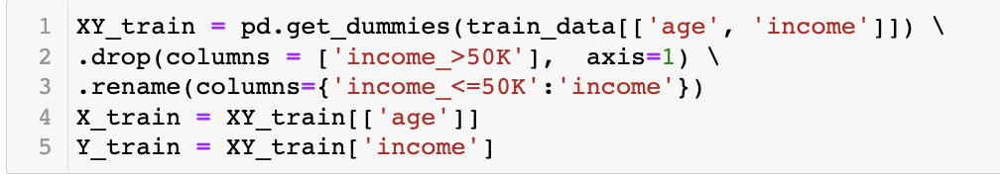 1 XY_train = pd.get_dummies(train_data[['age', 'income']]) \
2 .drop(columns = ['income_>50K'],  axis=1) \
3 .rename(columns={'income_<=50K':'income'})
4 X_train = XY_train[['age']]
5 Y_train = XY_train['income']